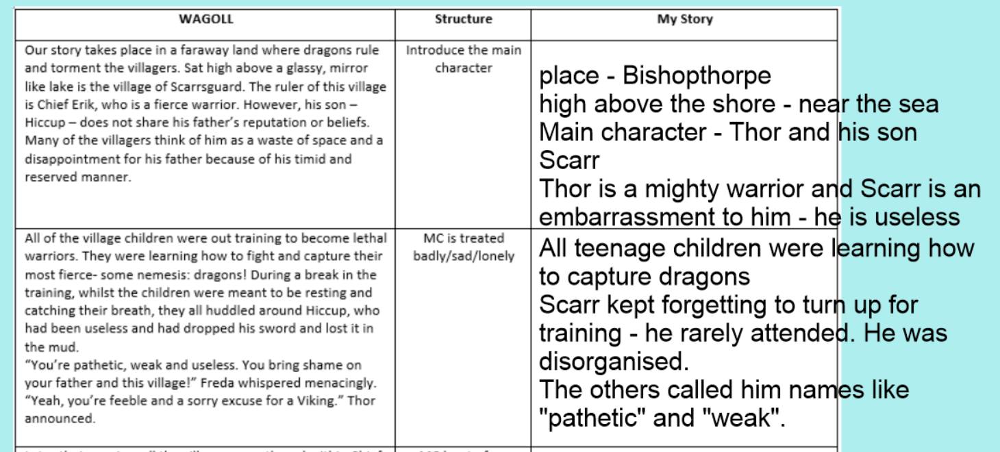 WAGOLL
Structure
My Story
Our story takes place in a faraway land where dragons rule
and torment the villagers. Sat high above a glassy, mirror
like lake is the village of Scarrsguard. The ruler of this village
is Chief Erik, who is a fierce warrior. However, his son –
Hiccup – does not share his father's reputation or beliefs.
Many of the villagers think of him as a waste of space and a
disappointment for his father because of his timid and
reserved manner.
Introduce the main
character
place - Bishopthorpe
high above the shore - near the sea
Main character - Thor and his son
Scarr
Thor is a mighty warrior and Scarr is an
embarrassment to him - he is useless
All of the village children were out training to become lethal
warriors. They were learning how to fight and capture their
most fierce- some nemesis: dragons! During a break in the
training, whilst the children were meant to be resting and
catching their breath, they all huddled around Hiccup, who
had been useless and had dropped his sword and lost it in
the mud.
"You're pathetic, weak and useless. You bring shame on
your father and this village!" Freda whispered menacingly.
"Yeah, you're feeble and a sorry excuse for a Viking." Thor
announced.
MC is treated
badly/sad/lonely
All teenage children were learning how
to capture dragons
Scarr kept forgetting to turn up for
training - he rarely attended. He was
disorganised.
The others called him names like
"pathetic" and "weak".